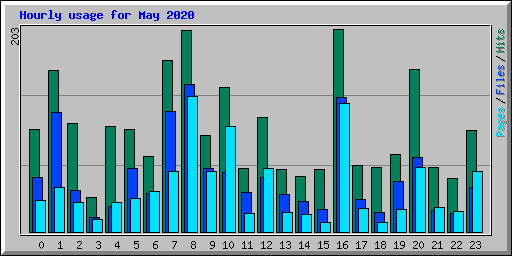 Hourly usage for May 2020
203
Pages/Files/Hits
0 1 2 3 4 5 6 7 8 9 10 11 12 13 14 15 16 17 18 19 20 21 22 23